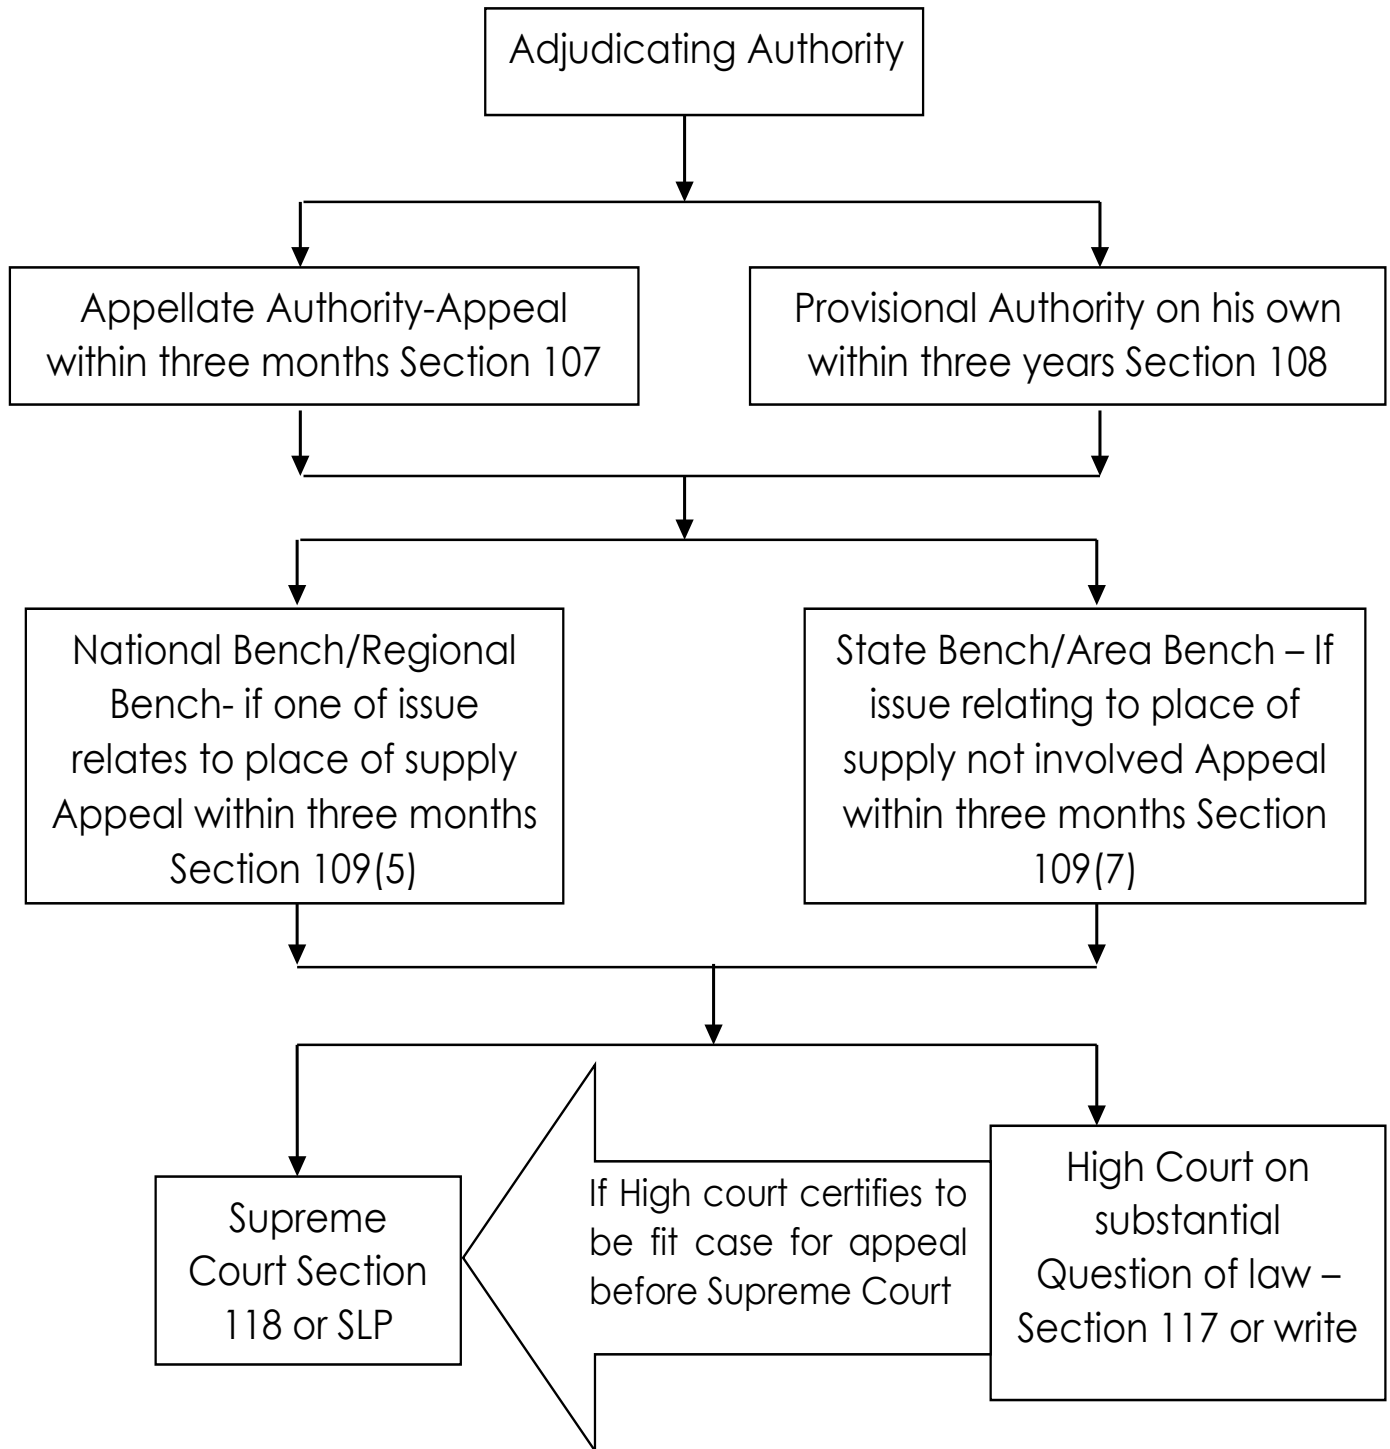 Adjudicating Authority
Appellate Authority-Appeal
within three months Section 107
Provisional Authority on his own
within three years Section 108
National Bench/Regional
Bench- if one of issue
relates to place of supply
Appeal within three months
Section 109(5)
State Bench/Area Bench – If
issue relating to place of
supply not involved Appeal
within three months Section
109(7)
Supreme
Court Section
118 or SLP
If High court certifies to
be fit case for appeal
before Supreme Court
High Court on
substantial
Question of law –
Section 117 or write